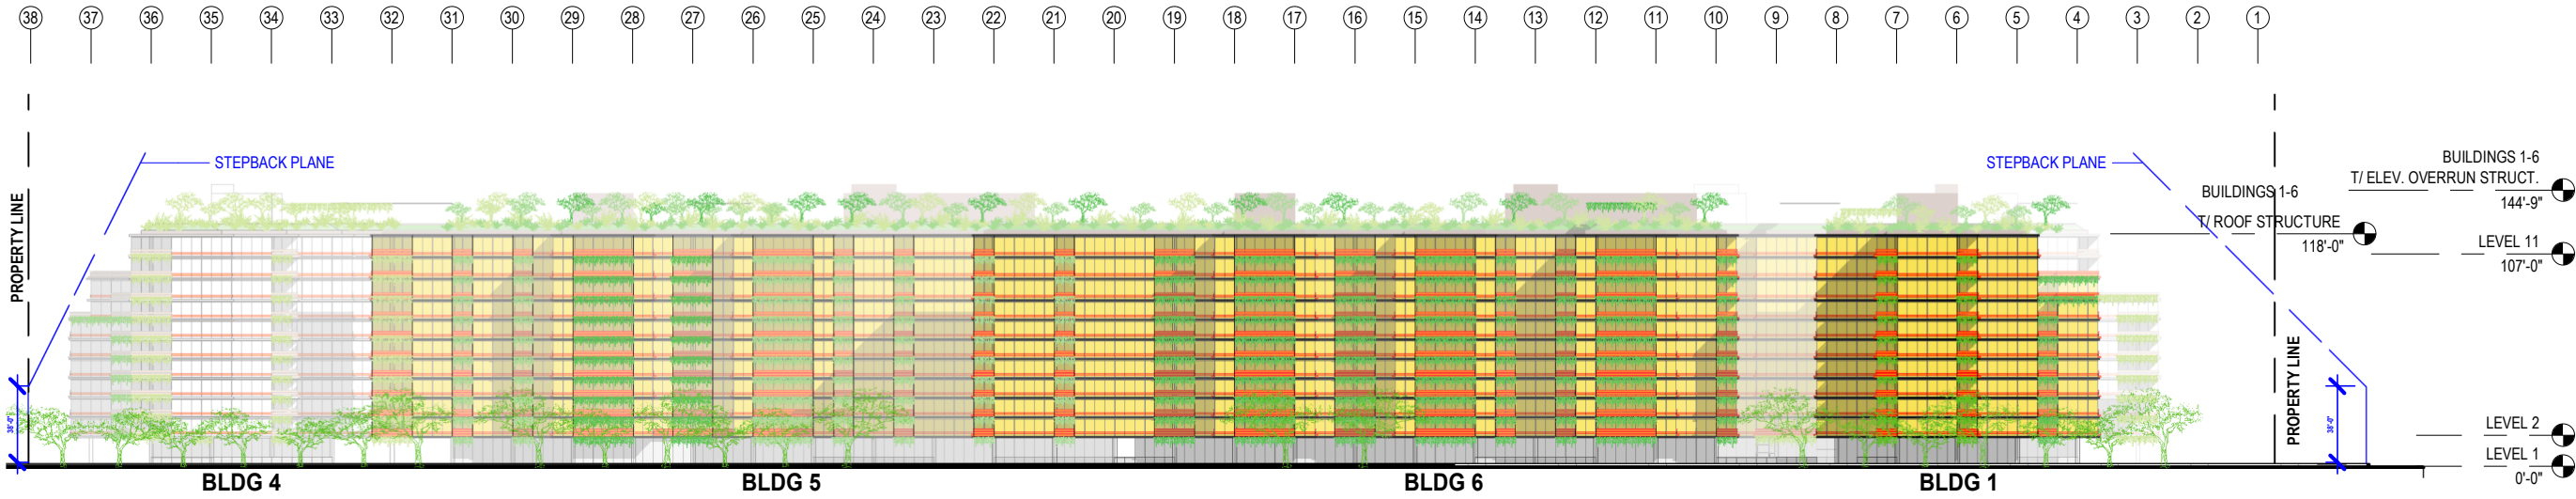 38 37 36 35 34 33 32 31 30 29 28 27 26 25 24 23 22 21 20 19 18 17 16 15 14 13 12 11 10 9 8 7 6 5 4 3 2 1
STEPBACK PLANE
STEPBACK PLANE
BUILDINGS 1-6
T/ ELEV. OVERRUN STRUCT.
144'-9"
BUILDINGS 1-6
T/ ROOF STRUCTURE
118'-0"
LEVEL 11
107'-0"
PROPERTY LINE
PROPERTY LINE
38'-0"
38'-0"
LEVEL 2
LEVEL 1
0'-0"
BLDG 4
BLDG 5
BLDG 6
BLDG 1